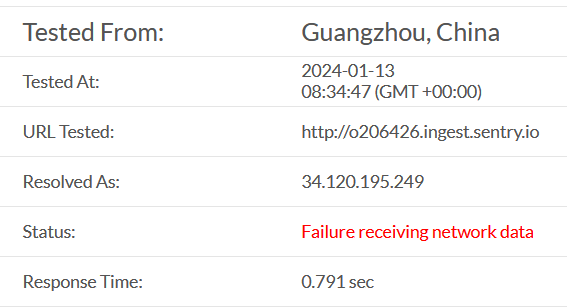 Tested From: Guangzhou, China
Tested At: 2024-01-13
08:34:47 (GMT +00:00)
URL Tested: http://o206426.ingest.sentry.io
Resolved As: 34.120.195.249
Status: Failure receiving network data
Response Time: 0.791 sec